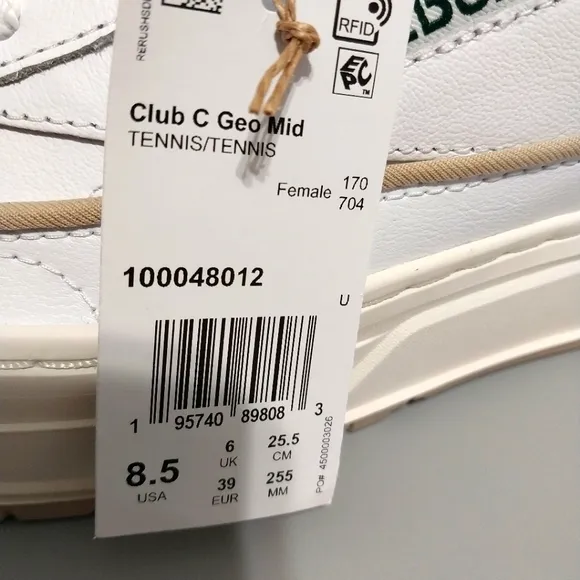 RFID
EPC™
Club C Geo Mid
TENNIS/TENNIS
Female 170
704
100048012
U
1 95740 89808 3
8.5 USA
6 UK
25.5 CM
39 EUR
255 MM
PO# 4500003026